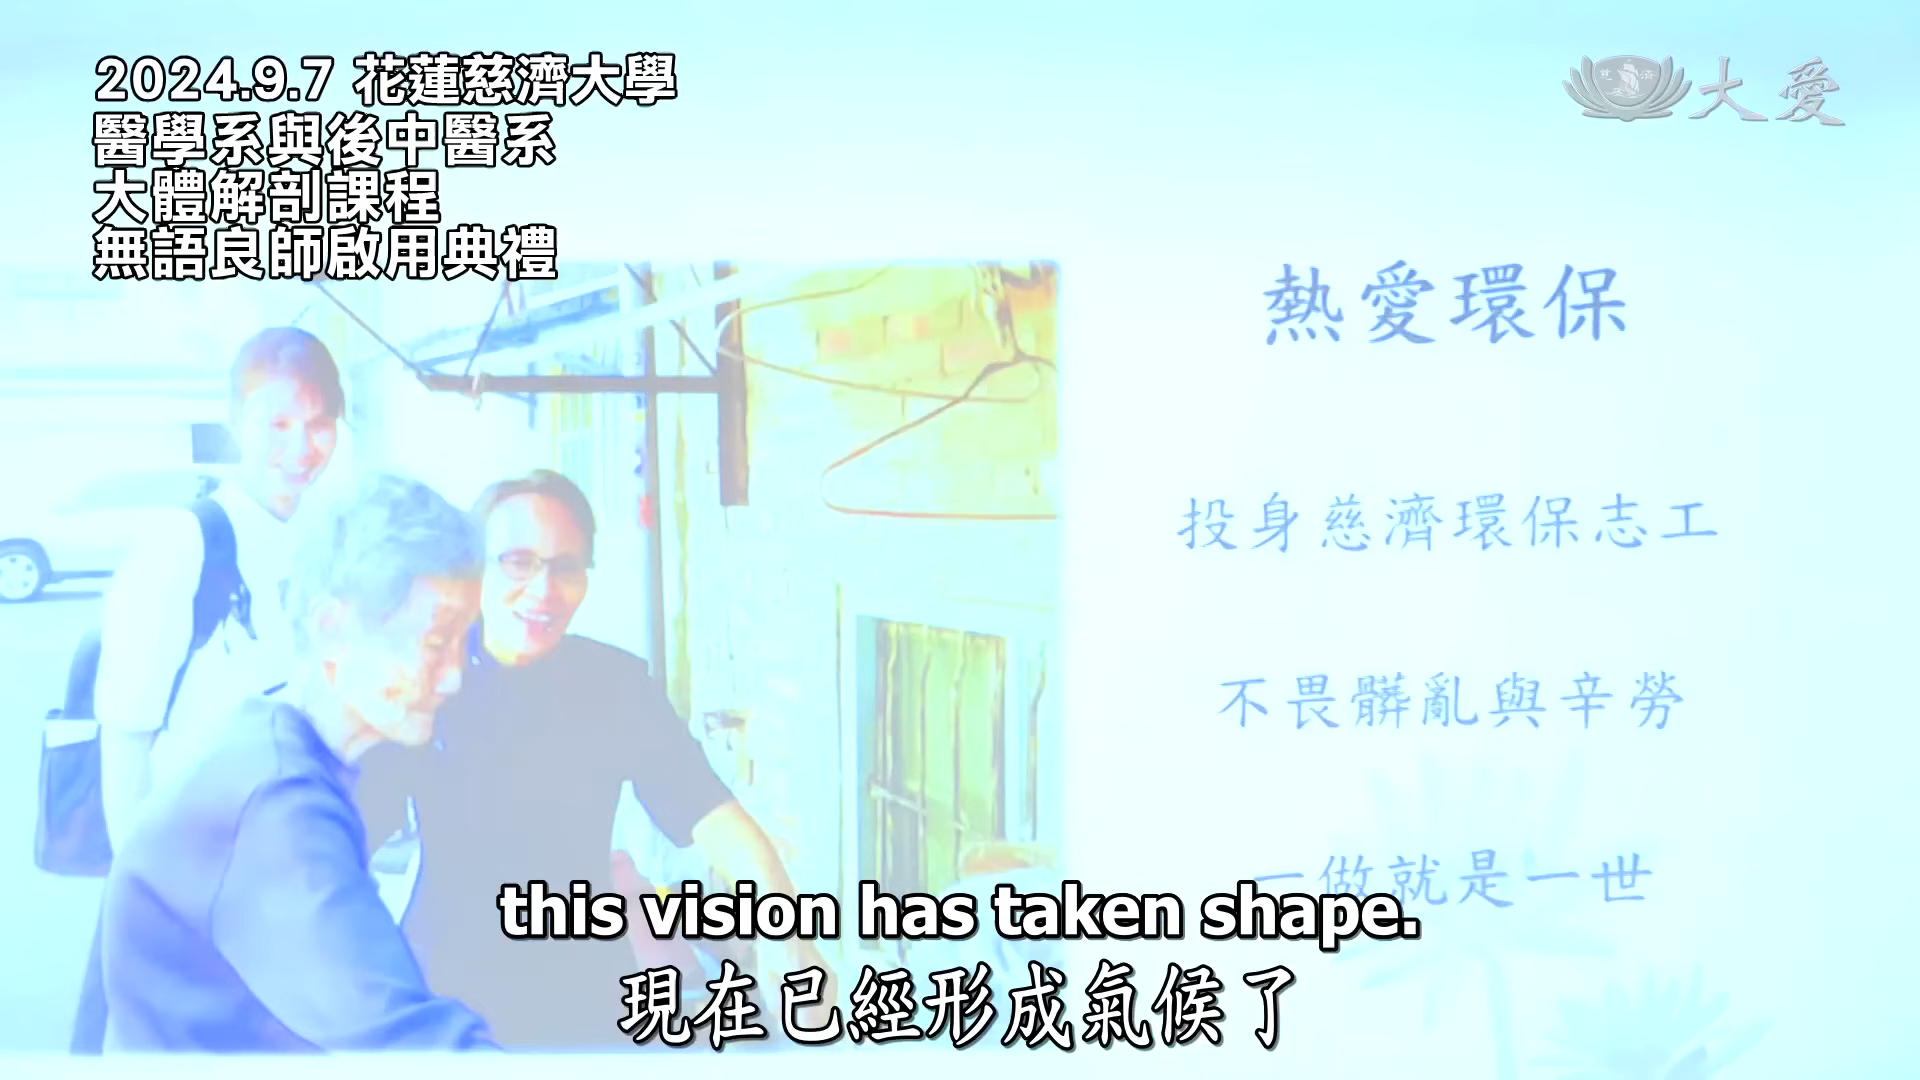 2024.9.7 花蓮慈濟大學
醫學系與後中醫系
大體解剖課程
無語良師啟用典禮
慈濟
大愛
熱愛環保
投身慈濟環保志工
不畏髒亂與辛勞
一做就是一世
this vision has taken shape.
現在已經形成氣候了